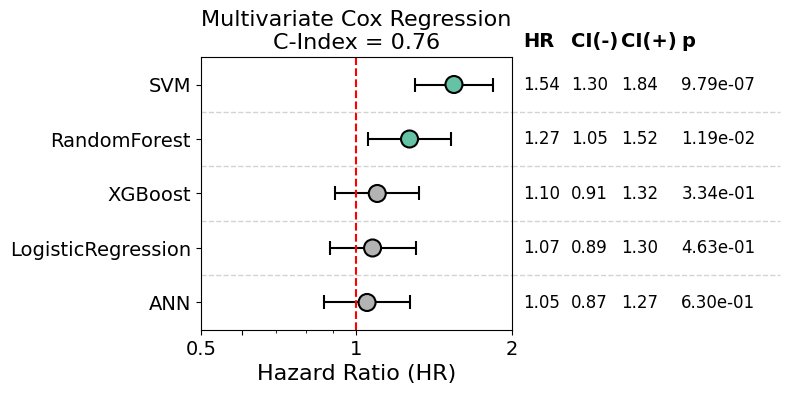 Multivariate Cox Regression
C-Index = 0.76
HR CI(-) CI(+) p
SVM 1.54 1.30 1.84 9.79e-07
RandomForest 1.27 1.05 1.52 1.19e-02
XGBoost 1.10 0.91 1.32 3.34e-01
LogisticRegression 1.07 0.89 1.30 4.63e-01
ANN 1.05 0.87 1.27 6.30e-01
0.5 1 2
Hazard Ratio (HR)